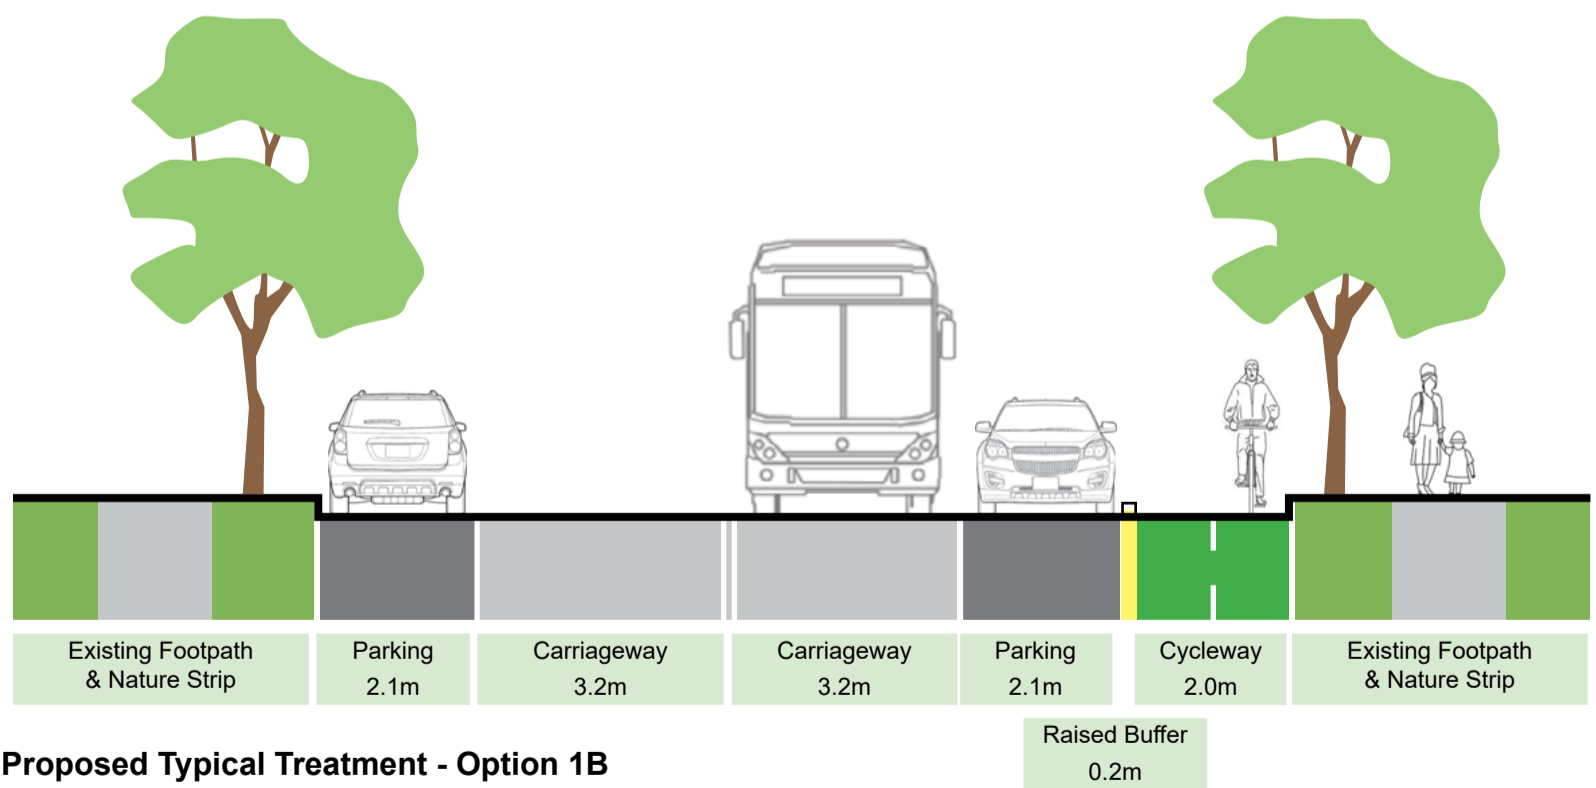 Existing Footpath
& Nature Strip
Parking
2.1m
Carriageway
3.2m
Carriageway
3.2m
Parking
2.1m
Cycleway
2.0m
Existing Footpath
& Nature Strip
Raised Buffer
0.2m
Proposed Typical Treatment - Option 1B